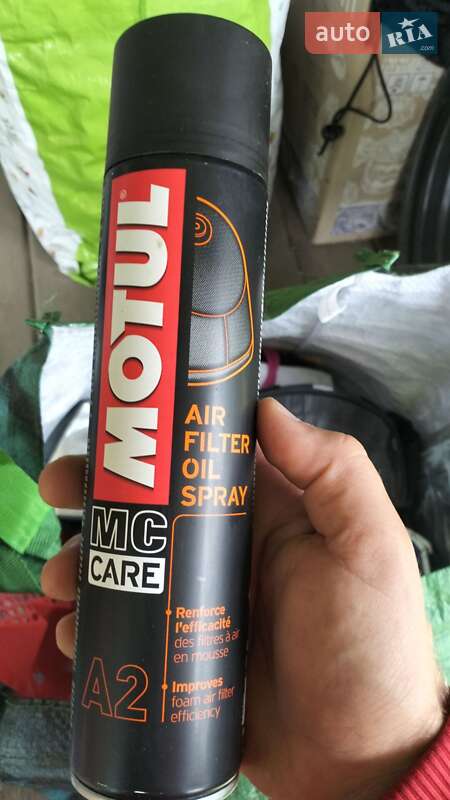 auto RIA .com
MOTUL®
AIR
FILTER
OIL
SPRAY
MC
CARE
Renforce
l'efficacité
des filtres à air
en mousse
Improves
foam air filter
efficiency
A2